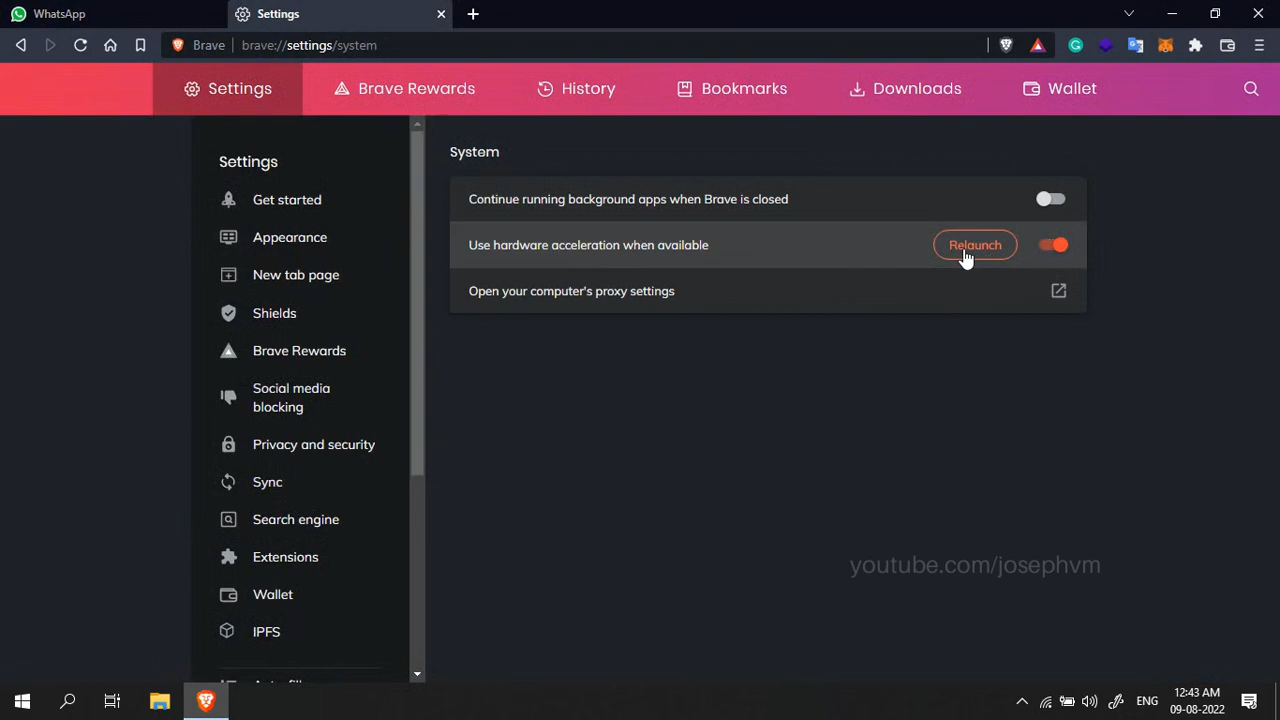 WhatsApp
Settings
Brave
brave://settings/system
Settings
Brave Rewards
History
Bookmarks
Downloads
Wallet
Settings
Get started
Appearance
New tab page
Shields
Brave Rewards
Social media
blocking
Privacy and security
Sync
Search engine
Extensions
Wallet
IPFS
System
Continue running background apps when Brave is closed
Use hardware acceleration when available
Relaunch
Open your computer's proxy settings
youtube.com/josephvm
ENG
12:43 AM
09-08-2022